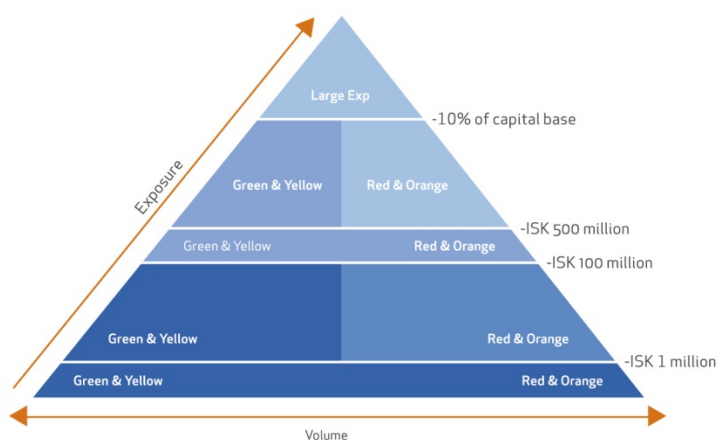 Large Exp
-10% of capital base
Exposure
Green & Yellow Red & Orange
-ISK 500 million
Green & Yellow Red & Orange
-ISK 100 million
Green & Yellow Red & Orange
-ISK 1 million
Green & Yellow Red & Orange
Volume